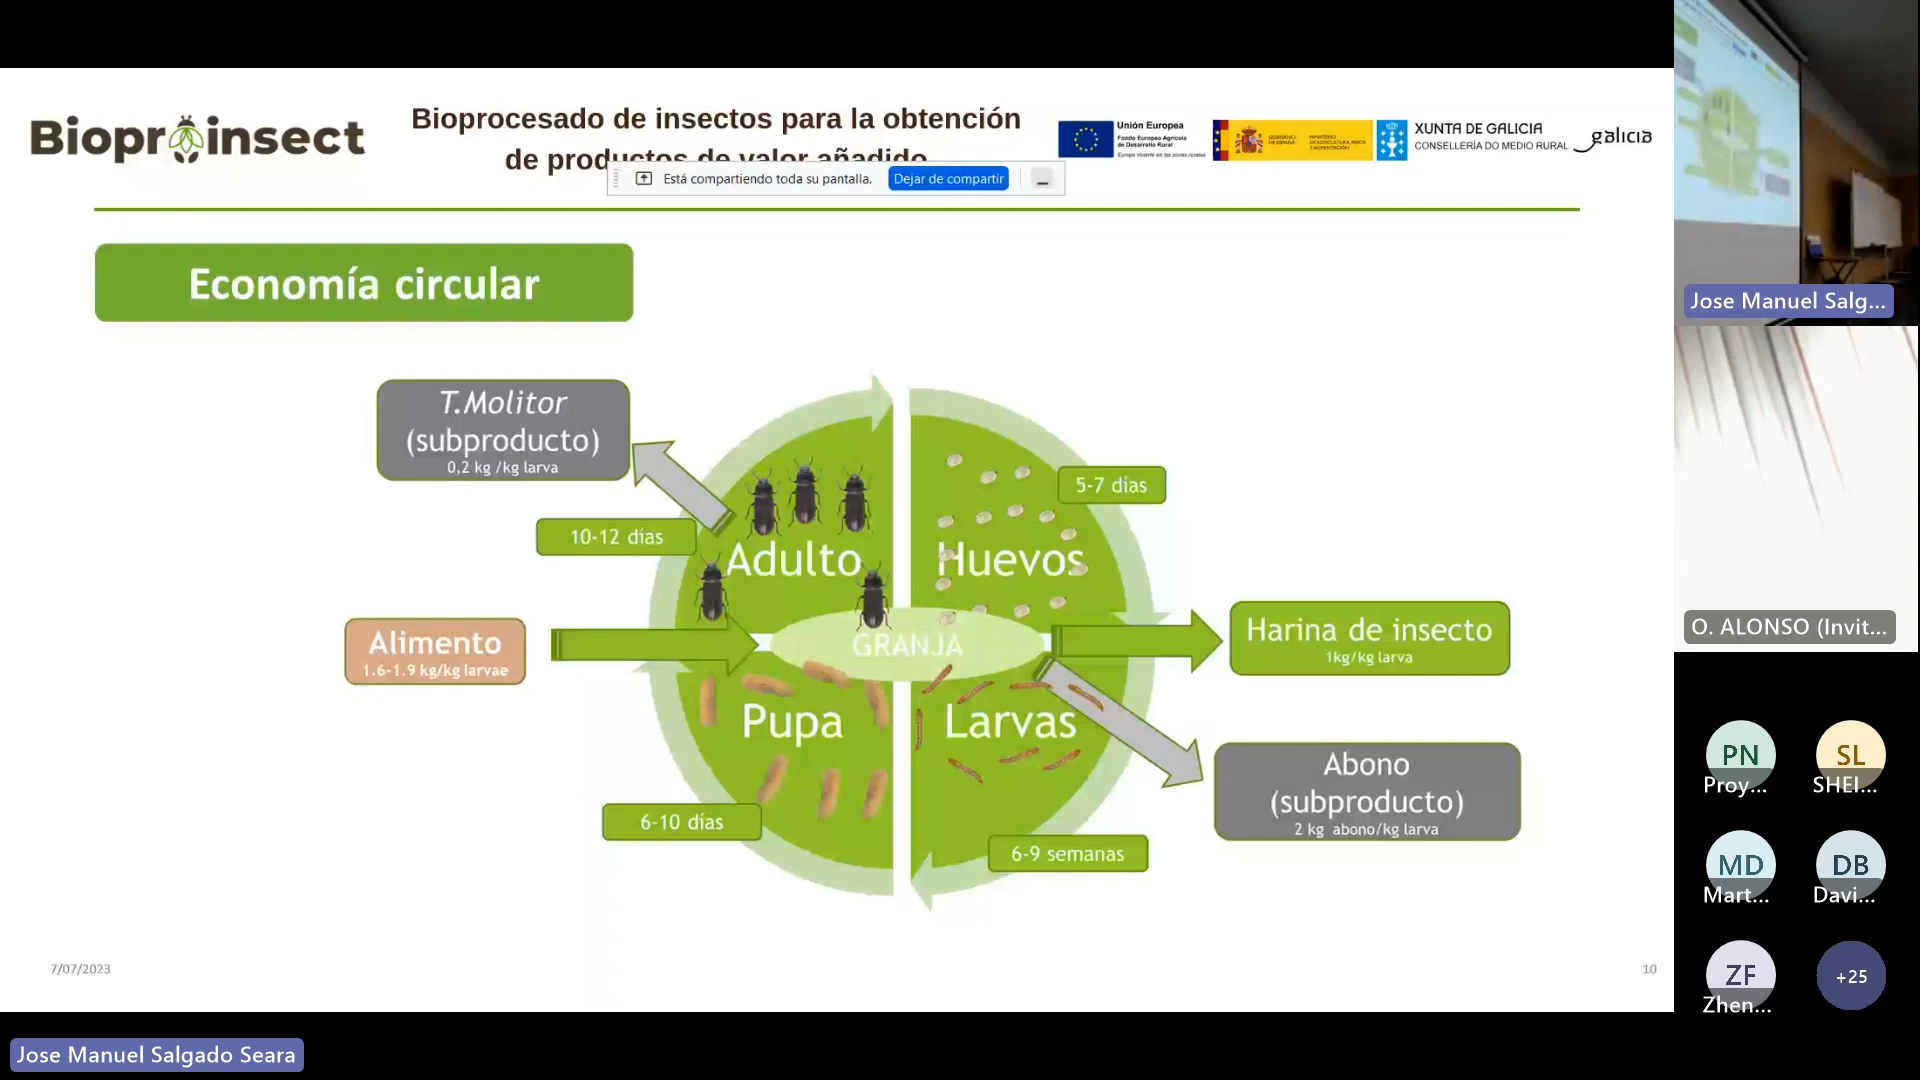 Bioproinsect
Bioprocesado de insectos para la obtención
de productos de valor añadido
Unión Europea
Fondo Europeo Agrícola
de Desarrollo Rural
Europa invierte en las zonas rurales
GOBIERNO
DE ESPAÑA
MINISTERIO
DE AGRICULTURA, PESCA
Y ALIMENTACIÓN
XUNTA DE GALICIA
CONSELLERÍA DO MEDIO RURAL
galicia
Está compartiendo toda su pantalla.
Dejar de compartir
Economía circular
T.Molitor
(subproducto)
0,2 kg /kg larva
10-12 días
Adulto
Huevos
5-7 días
Alimento
1.6-1.9 kg/kg larvae
GRANJA
Harina de insecto
1kg/kg larva
Pupa
Larvas
Abono
(subproducto)
2 kg abono/kg larva
6-10 días
6-9 semanas
7/07/2023
10
Jose Manuel Salgado Seara
Jose Manuel Salg...
O. ALONSO (Invit...
PN
Proy...
SL
SHEI...
MD
Mart...
DB
Davi...
ZF
Zhen...
+25